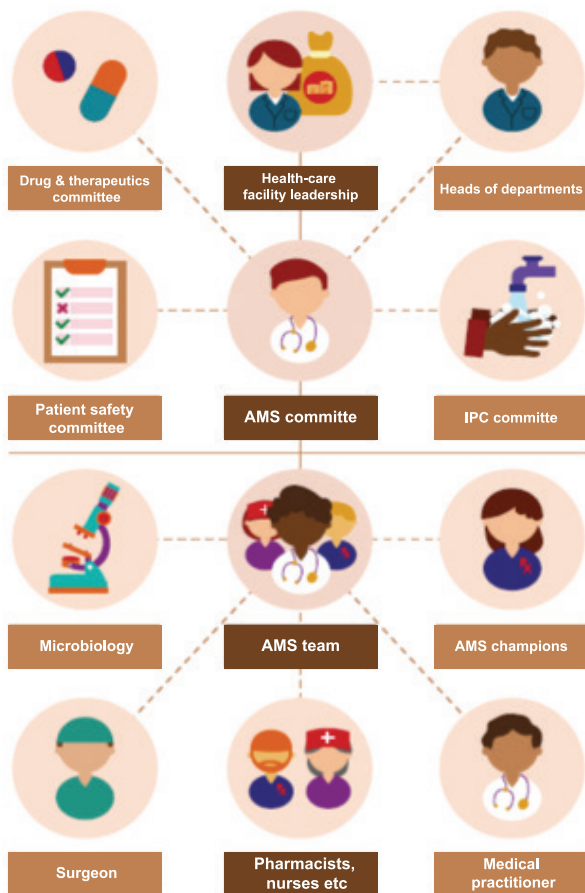 Drug & therapeutics
committee
Health-care
facility leadership
Heads of departments
Patient safety
committee
AMS committe
IPC committe
Microbiology
AMS team
AMS champions
Surgeon
Pharmacists,
nurses etc
Medical
practitioner